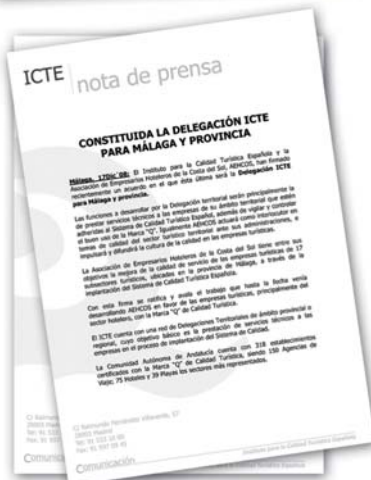 ICTE nota de prensa
CONSTITUIDA LA DELEGACIÓN ICTE
PARA MÁLAGA Y PROVINCIA
Málaga, 17Dic´08: El Instituto para la Calidad Turística Española y la
Asociación de Empresarios Hoteleros de la Costa del Sol, AEHCOS, han firmado
recientemente un acuerdo en el que ésta última será la Delegación ICTE
para Málaga y provincia.
Las funciones a desarrollar por la Delegación territorial serán principalmente la
de prestar servicios técnicos a las empresas de su ámbito territorial que estén
adheridas al Sistema de Calidad Turístico Español, además de vigilar y controlar
el buen uso de la Marca "Q". Igualmente AEHCOS actuará como interlocutor en
temas de calidad del sector turístico territorial ante sus administraciones, e
impulsará y difundirá la cultura de la calidad en las empresas turísticas.
La Asociación de Empresarios Hoteleros de la Costa del Sol tiene entre sus
objetivos la mejora de la calidad de servicio de las empresas turísticas de 17
subsectores turísticos, ubicados en la provincia de Málaga, a través de la
implantación del Sistema de Calidad Turística Española.
Con esta firma se ratifica y avala el trabajo que hasta la fecha venía
desarrollando AEHCOS en favor de las empresas turísticas, principalmente del
sector hotelero, con la Marca "Q" de Calidad Turística.
El ICTE cuenta con una red de Delegaciones Territoriales de ámbito provincial a
regional, cuyo objetivo básico es la prestación de servicios técnicos a las
empresas en el proceso de implantación del Sistema de Calidad.
La Comunidad Autónoma de Andalucía cuenta con 318 establecimientos
certificados con la Marca "Q" de Calidad Turística, siendo 150 Agencias de
Viaje, 75 Hoteles y 39 Playas los sectores más representados.
C/ Raimundo Fernández Villaverde, 57
28003 Madrid
Comunicación
Instituto para la Calidad Turística Española